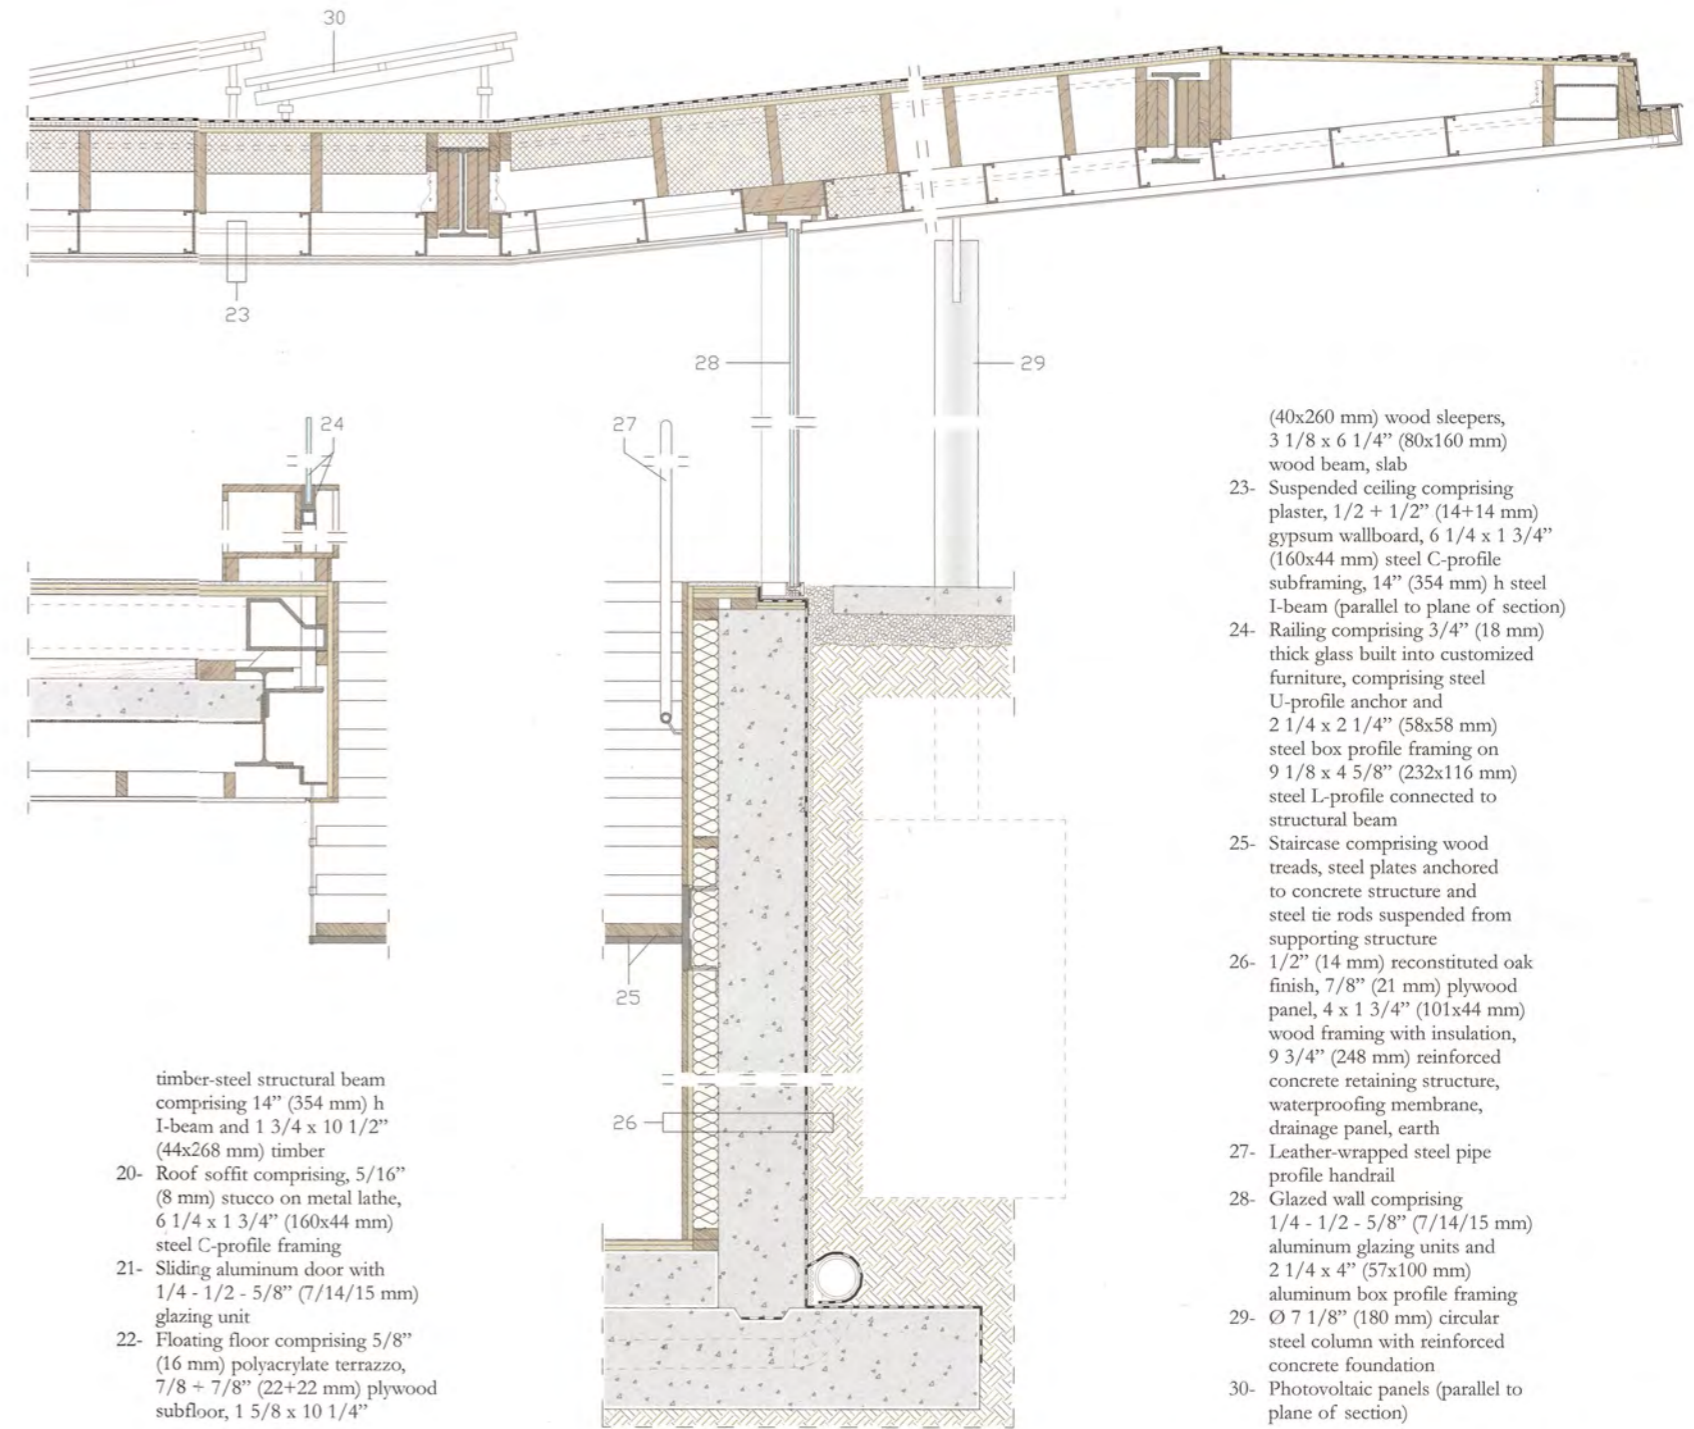 30
23
28
29
24
27
25
26
timber-steel structural beam
comprising 14” (354 mm) h
I-beam and 1 3/4 x 10 1/2”
(44x268 mm) timber
20- Roof soffit comprising, 5/16”
(8 mm) stucco on metal lathe,
6 1/4 x 1 3/4” (160x44 mm)
steel C-profile framing
21- Sliding aluminum door with
1/4 - 1/2 - 5/8” (7/14/15 mm)
glazing unit
22- Floating floor comprising 5/8”
(16 mm) polyacrylate terrazzo,
7/8 + 7/8” (22+22 mm) plywood
subfloor, 1 5/8 x 10 1/4”
(40x260 mm) wood sleepers,
3 1/8 x 6 1/4” (80x160 mm)
wood beam, slab
23- Suspended ceiling comprising
plaster, 1/2 + 1/2” (14+14 mm)
gypsum wallboard, 6 1/4 x 1 3/4”
(160x44 mm) steel C-profile
subframing, 14” (354 mm) h steel
I-beam (parallel to plane of section)
24- Railing comprising 3/4” (18 mm)
thick glass built into customized
furniture, comprising steel
U-profile anchor and
2 1/4 x 2 1/4” (58x58 mm)
steel box profile framing on
9 1/8 x 4 5/8” (232x116 mm)
steel L-profile connected to
structural beam
25- Staircase comprising wood
treads, steel plates anchored
to concrete structure and
steel tie rods suspended from
supporting structure
26- 1/2” (14 mm) reconstituted oak
finish, 7/8” (21 mm) plywood
panel, 4 x 1 3/4” (101x44 mm)
wood framing with insulation,
9 3/4” (248 mm) reinforced
concrete retaining structure,
waterproofing membrane,
drainage panel, earth
27- Leather-wrapped steel pipe
profile handrail
28- Glazed wall comprising
1/4 - 1/2 - 5/8” (7/14/15 mm)
aluminum glazing units and
2 1/4 x 4” (57x100 mm)
aluminum box profile framing
29- Ø 7 1/8” (180 mm) circular
steel column with reinforced
concrete foundation
30- Photovoltaic panels (parallel to
plane of section)